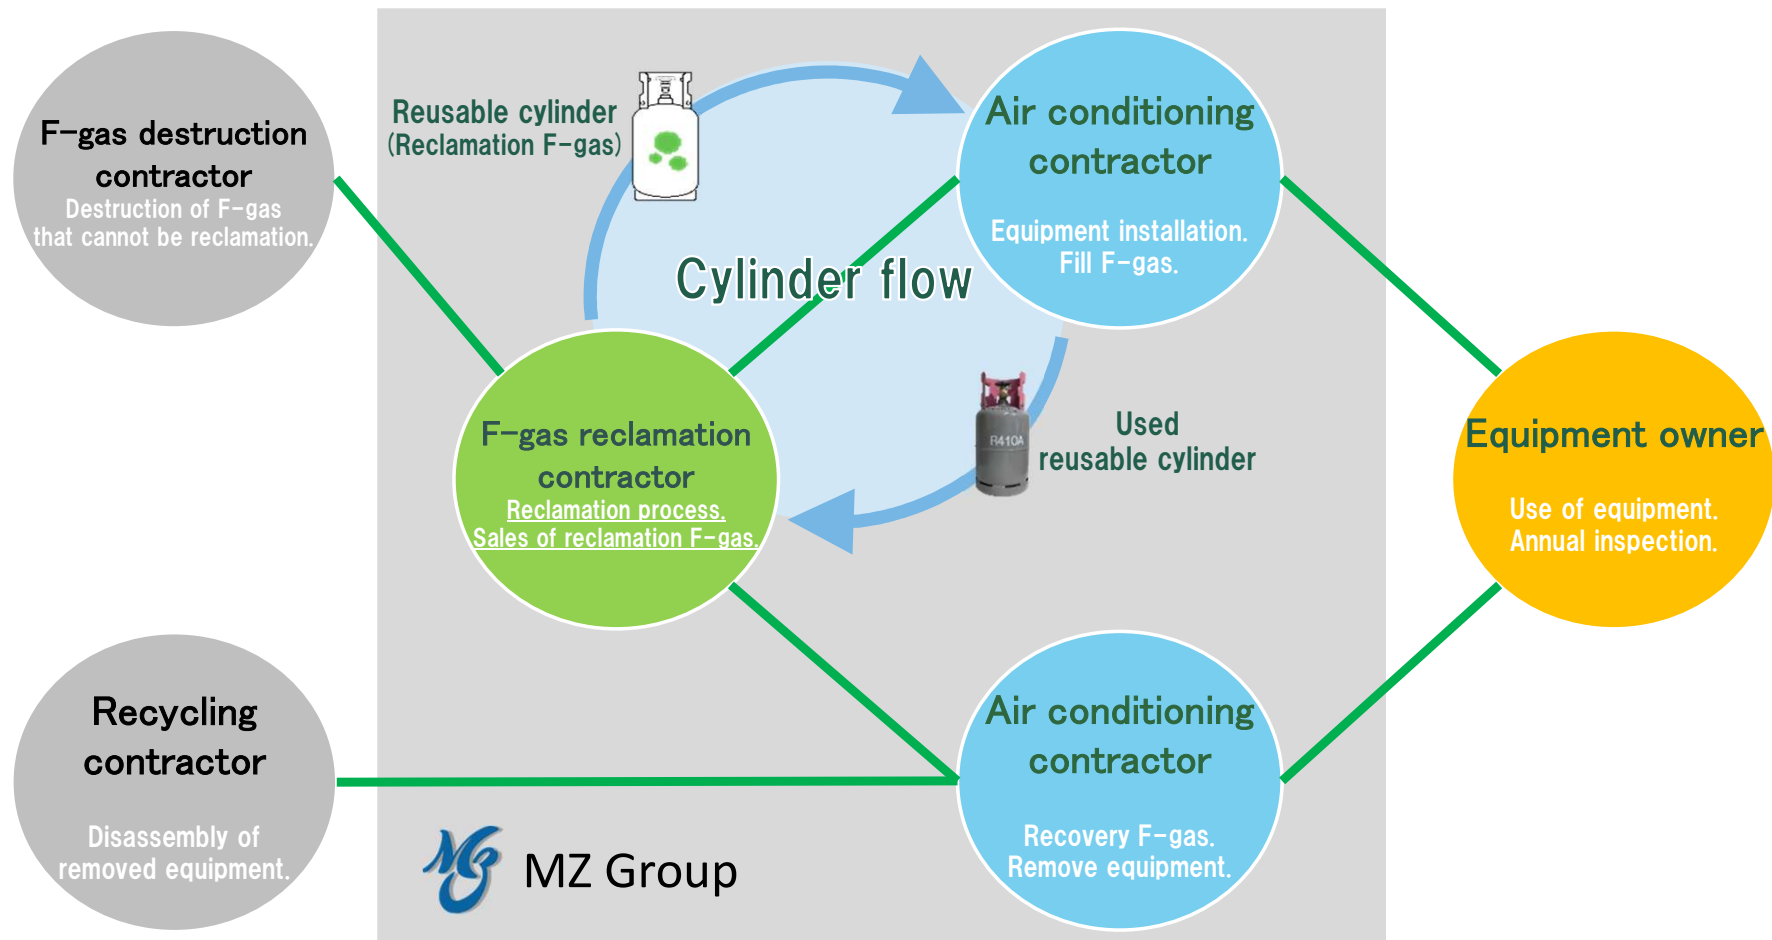 F-gas destruction
contractor
Destruction of F-gas
that cannot be reclamation.
Reusable cylinder
(Reclamation F-gas)
Air conditioning
contractor
Equipment installation.
Fill F-gas.
Cylinder flow
F-gas reclamation
contractor
Reclamation process.
Sales of reclamation F-gas.
R410A
Used
reusable cylinder
Equipment owner
Use of equipment.
Annual inspection.
Recycling
contractor
Disassembly of
removed equipment.
Air conditioning
contractor
Recovery F-gas.
Remove equipment.
MZ Group